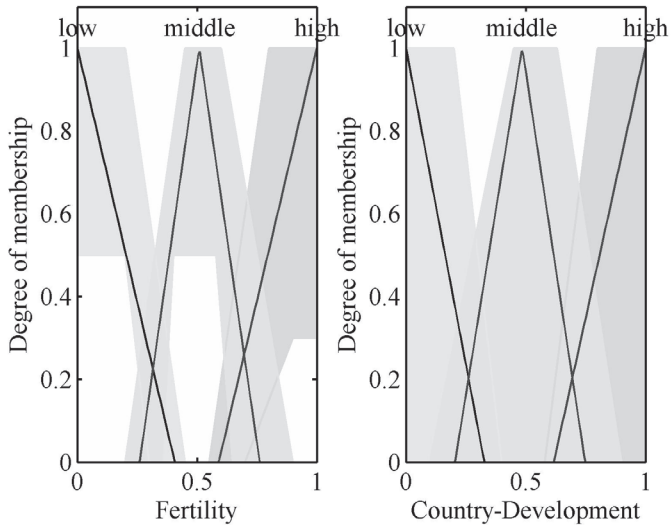 low middle high low middle high
1 1
0.8 0.8
0.6 0.6
0.4 0.4
0.2 0.2
0 0
0 0.5 1 0 0.5 1
Fertility Country-Development
Degree of membership
Degree of membership